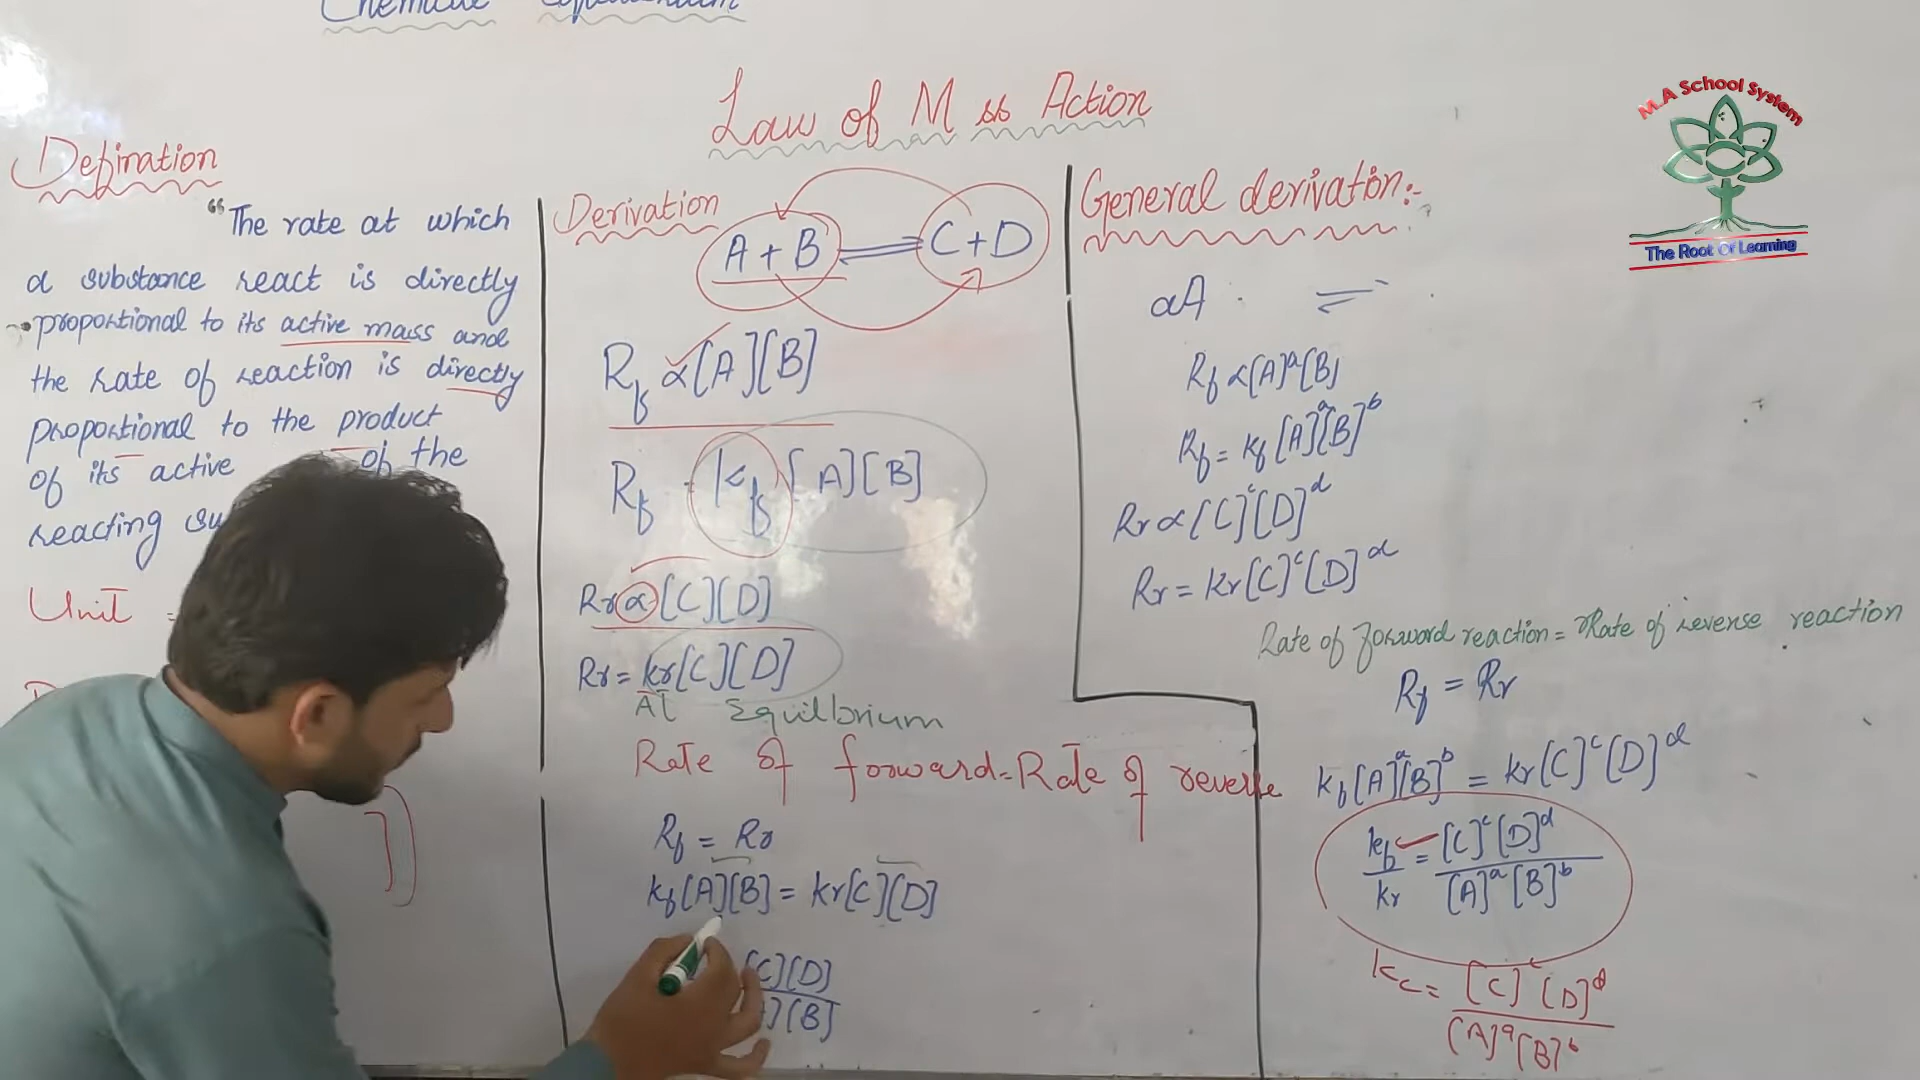 Chemical Equilibrium
Law of M ss Action
M.A School System
The Root Of Learning
Defination
"The rate at which
a substance react is directly
proportional to its active mass and
the rate of reaction is directly
proportional to the product
of its active of the
reacting su
Unit =
Derivation
A + B ⇌ C + D
Rf ∝ [A][B]
Rf - kf [A][B]
Rr ∝ [C][D]
Rr = kr[C][D]
At Equilbrium
Rate of forward = Rate of reverse
Rf = Rr
kf[A][B] = kr[C][D]
[C][D]
][B]
General derivation:-
aA ⇌
Rf ∝ [A]^a[B]
Rf = kf [A]^a[B]^b
Rr ∝ [C]^c[D]^d
Rr = kr[C]^c[D]^d
Rate of forward reaction = Rate of reverse reaction
Rf = Rr
kf[A]^a[B]^b = kr[C]^c[D]^d
kf/kr = [C]^c[D]^d/[A]^a[B]^b
kc = [C]^c[D]^d/[A]^a[B]^b